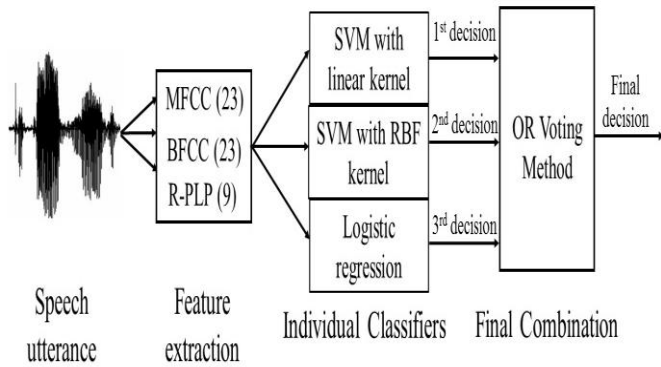 MFCC (23)
BFCC (23)
R-PLP (9)
SVM with
linear kernel
SVM with RBF
kernel
Logistic
regression
1st decision
2nd decision
3rd decision
OR Voting
Method
Final
decision
Speech
utterance
Feature
extraction
Individual Classifiers
Final Combination